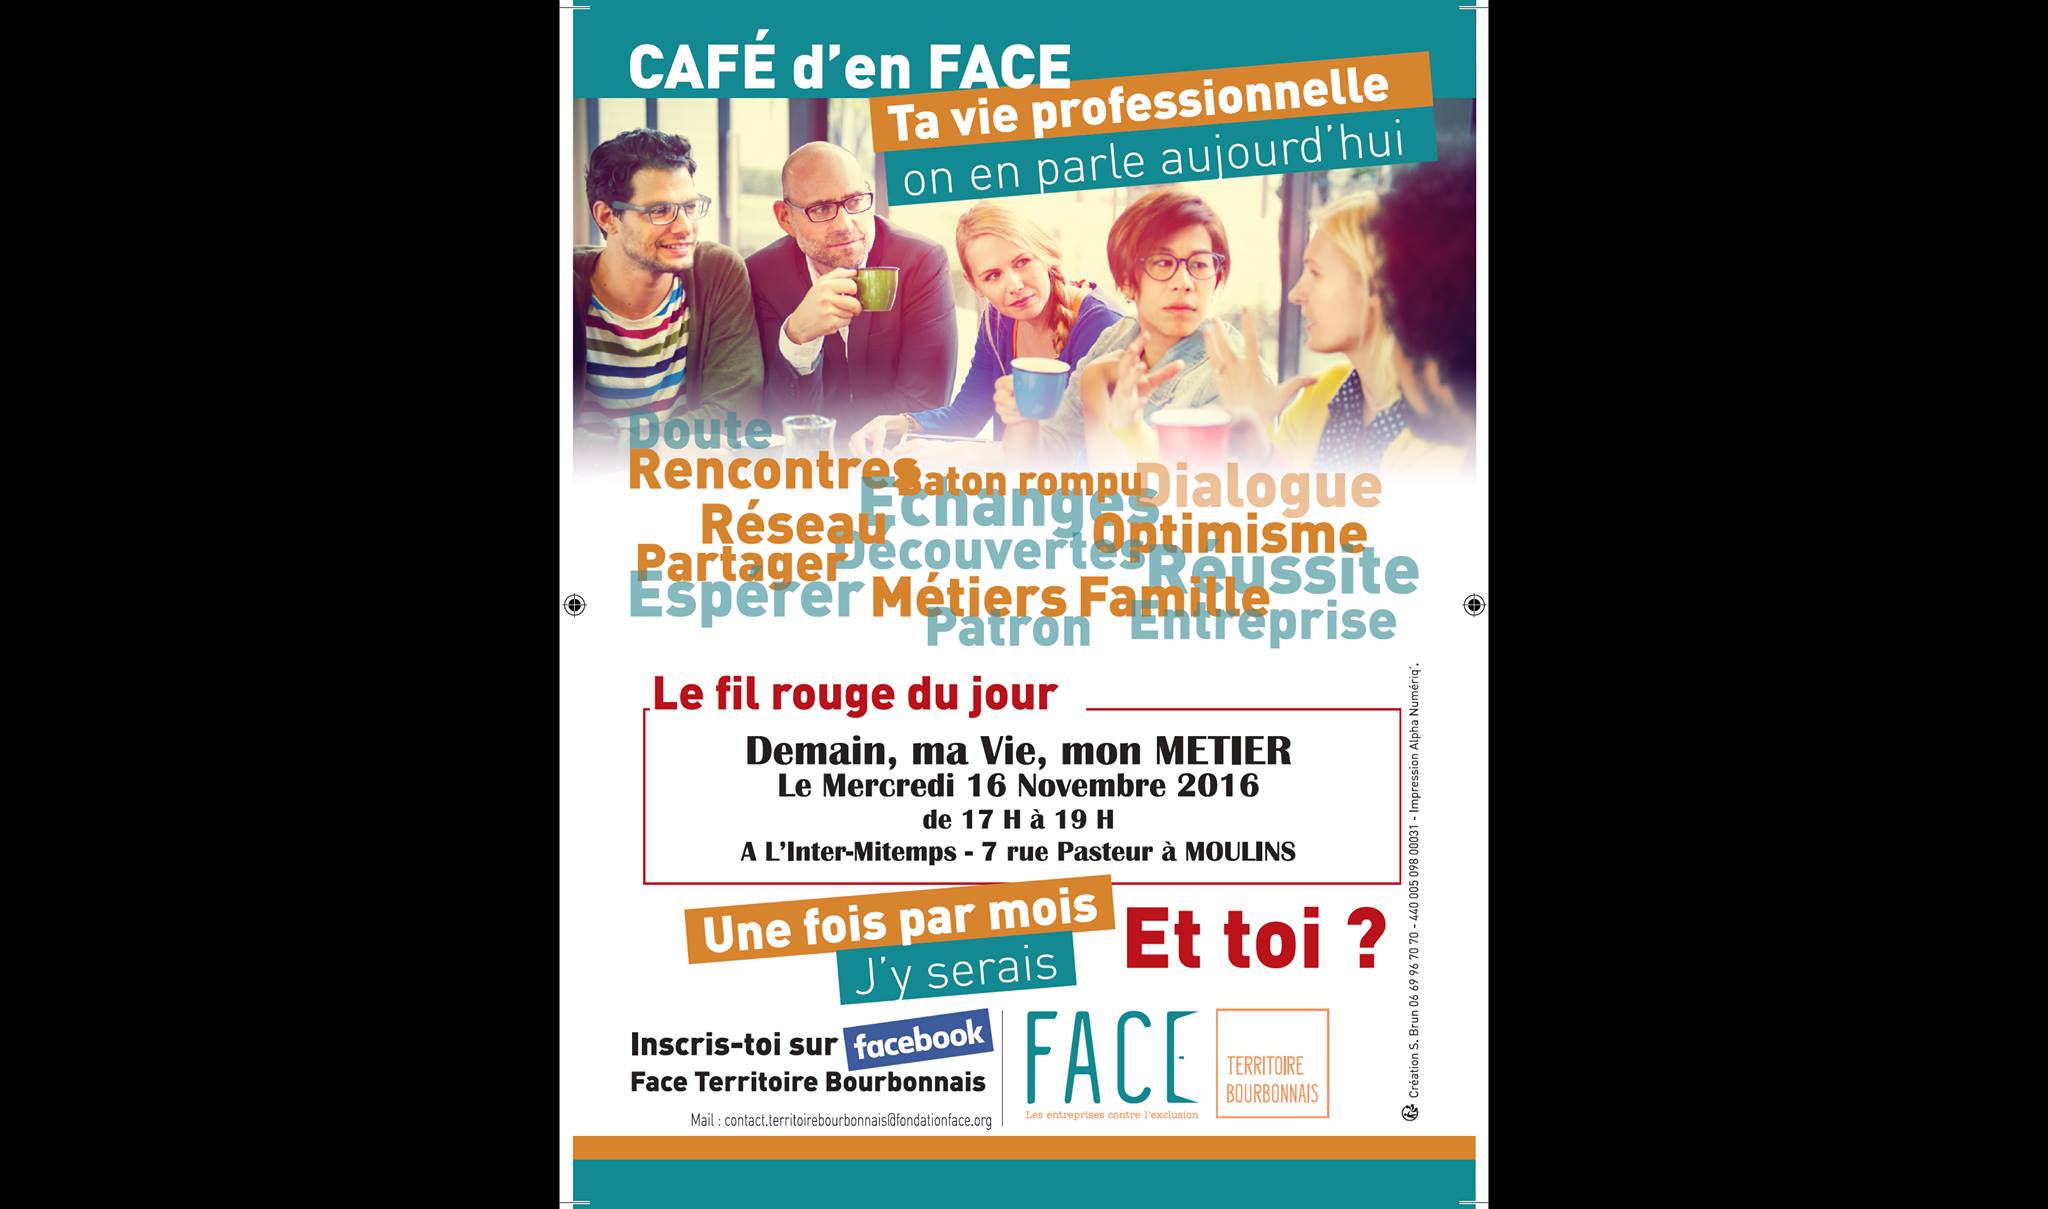 CAFÉ d'en FACE
Ta vie professionnelle
on en parle aujourd'hui
Doute
Rencontres
Baton rompu
Dialogue
Echanges
Réseau
Optimisme
Découvertes
Partager
Réussite
Espérer
Métiers
Famille
Patron
Entreprise
Le fil rouge du jour
Demain, ma Vie, mon METIER
Le Mercredi 16 Novembre 2016
de 17 H à 19 H
A L'Inter-Mitemps - 7 rue Pasteur à MOULINS
Une fois par mois
J'y serais
Et toi ?
Inscris-toi sur facebook
Face Territoire Bourbonnais
Mail : contact.territoirebourbonnais@fondationface.org
FACE
Les entreprises contre l'exclusion
TERRITOIRE
BOURBONNAIS
Création S. Brun 06 69 96 70 70 - 440 005 098 00031 - Impression Alpha Numériq'.